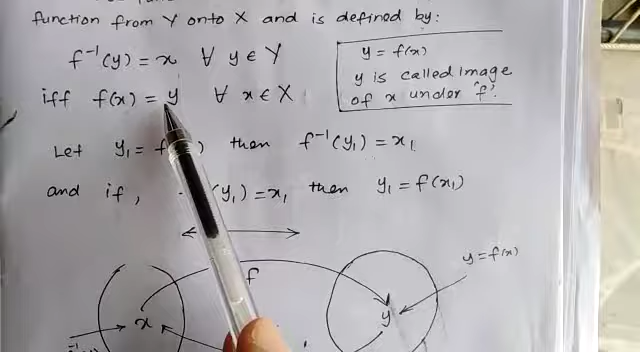 function from Y onto X and is defined by:
f⁻¹(y) = x ∀ y ∈ Y
iff f(x) = y ∀ x ∈ X
y = f(x)
y is called image
of x under 'f'.
Let y₁ = f ) then f⁻¹(y₁) = x₁
and if, (y₁) = x₁ then y₁ = f(x₁)
f
y = f(x)
x
y